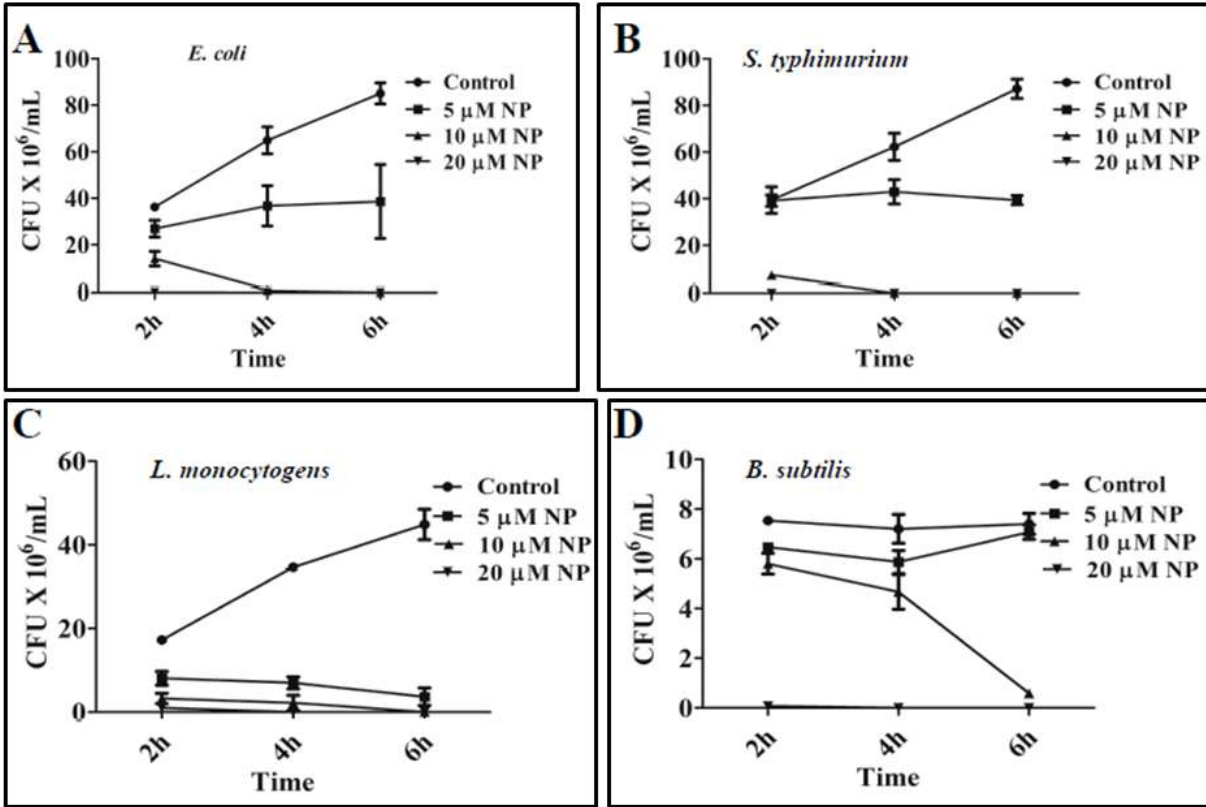 A
E. coli
100
80
60
40
20
0
CFU X 10⁶/mL
Control
5 μM NP
10 μM NP
20 μM NP
2h
4h
6h
Time
B
S. typhimurium
100
80
60
40
20
0
CFU X 10⁶/mL
Control
5 μM NP
10 μM NP
20 μM NP
2h
4h
6h
Time
C
L. monocytogens
60
40
20
0
CFU X 10⁶/mL
Control
5 μM NP
10 μM NP
20 μM NP
2h
4h
6h
Time
D
B. subtilis
10
8
6
4
2
0
CFU X 10⁶/mL
Control
5 μM NP
10 μM NP
20 μM NP
2h
4h
6h
Time